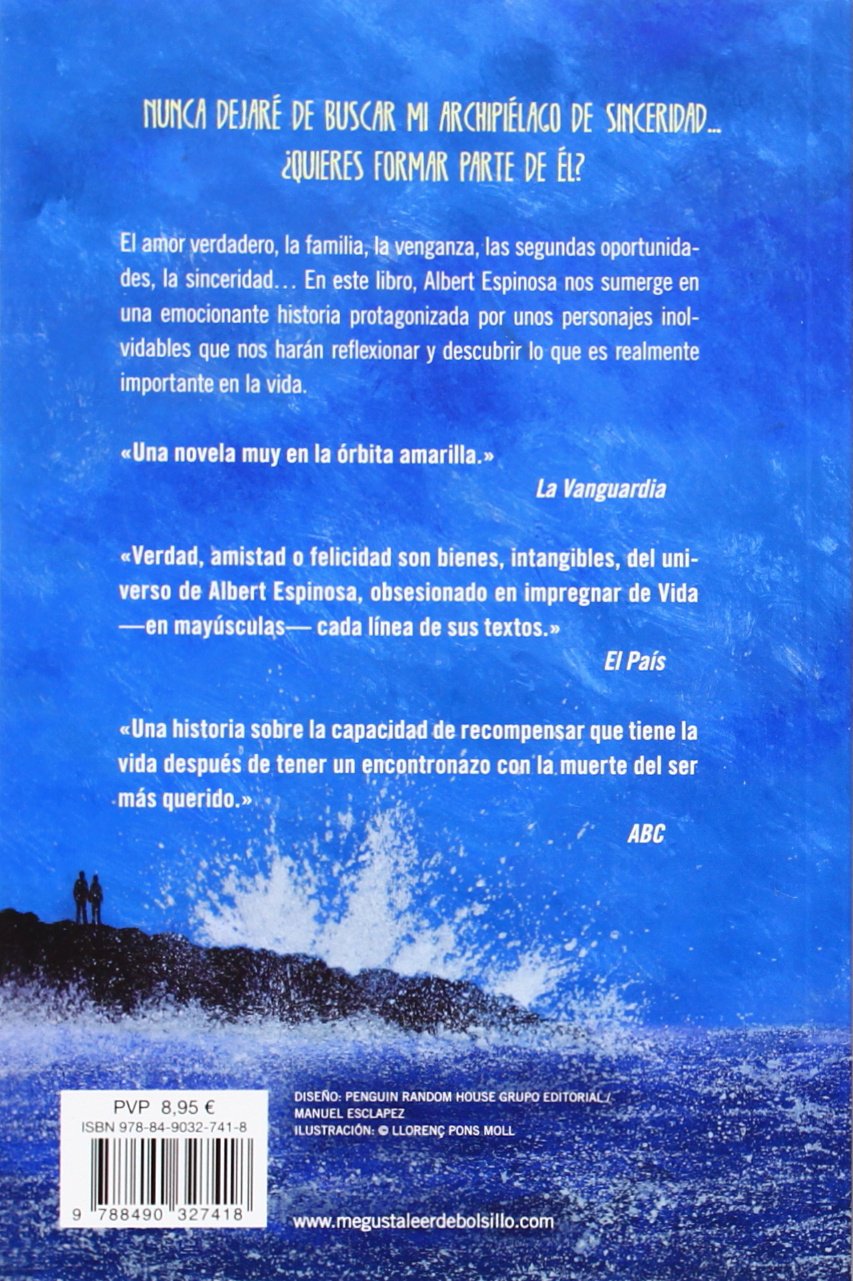 NUNCA DEJARÉ DE BUSCAR MI ARCHIPIÉLAGO DE SINCERIDAD...
¿QUIERES FORMAR PARTE DE ÉL?
El amor verdadero, la familia, la venganza, las segundas oportunida-
des, la sinceridad... En este libro, Albert Espinosa nos sumerge en
una emocionante historia protagonizada por unos personajes inol-
vidables que nos harán reflexionar y descubrir lo que es realmente
importante en la vida.
«Una novela muy en la órbita amarilla.»
La Vanguardia
«Verdad, amistad o felicidad son bienes, intangibles, del uni-
verso de Albert Espinosa, obsesionado en impregnar de Vida
—en mayúsculas— cada línea de sus textos.»
El País
«Una historia sobre la capacidad de recompensar que tiene la
vida después de tener un encontronazo con la muerte del ser
más querido.»
ABC
PVP 8,95 €
ISBN 978-84-9032-741-8
9 788490 327418
DISEÑO: PENGUIN RANDOM HOUSE GRUPO EDITORIAL /
MANUEL ESCLAPEZ
ILUSTRACIÓN: © LLORENÇ PONS MOLL
www.megustaleerdebolsillo.com